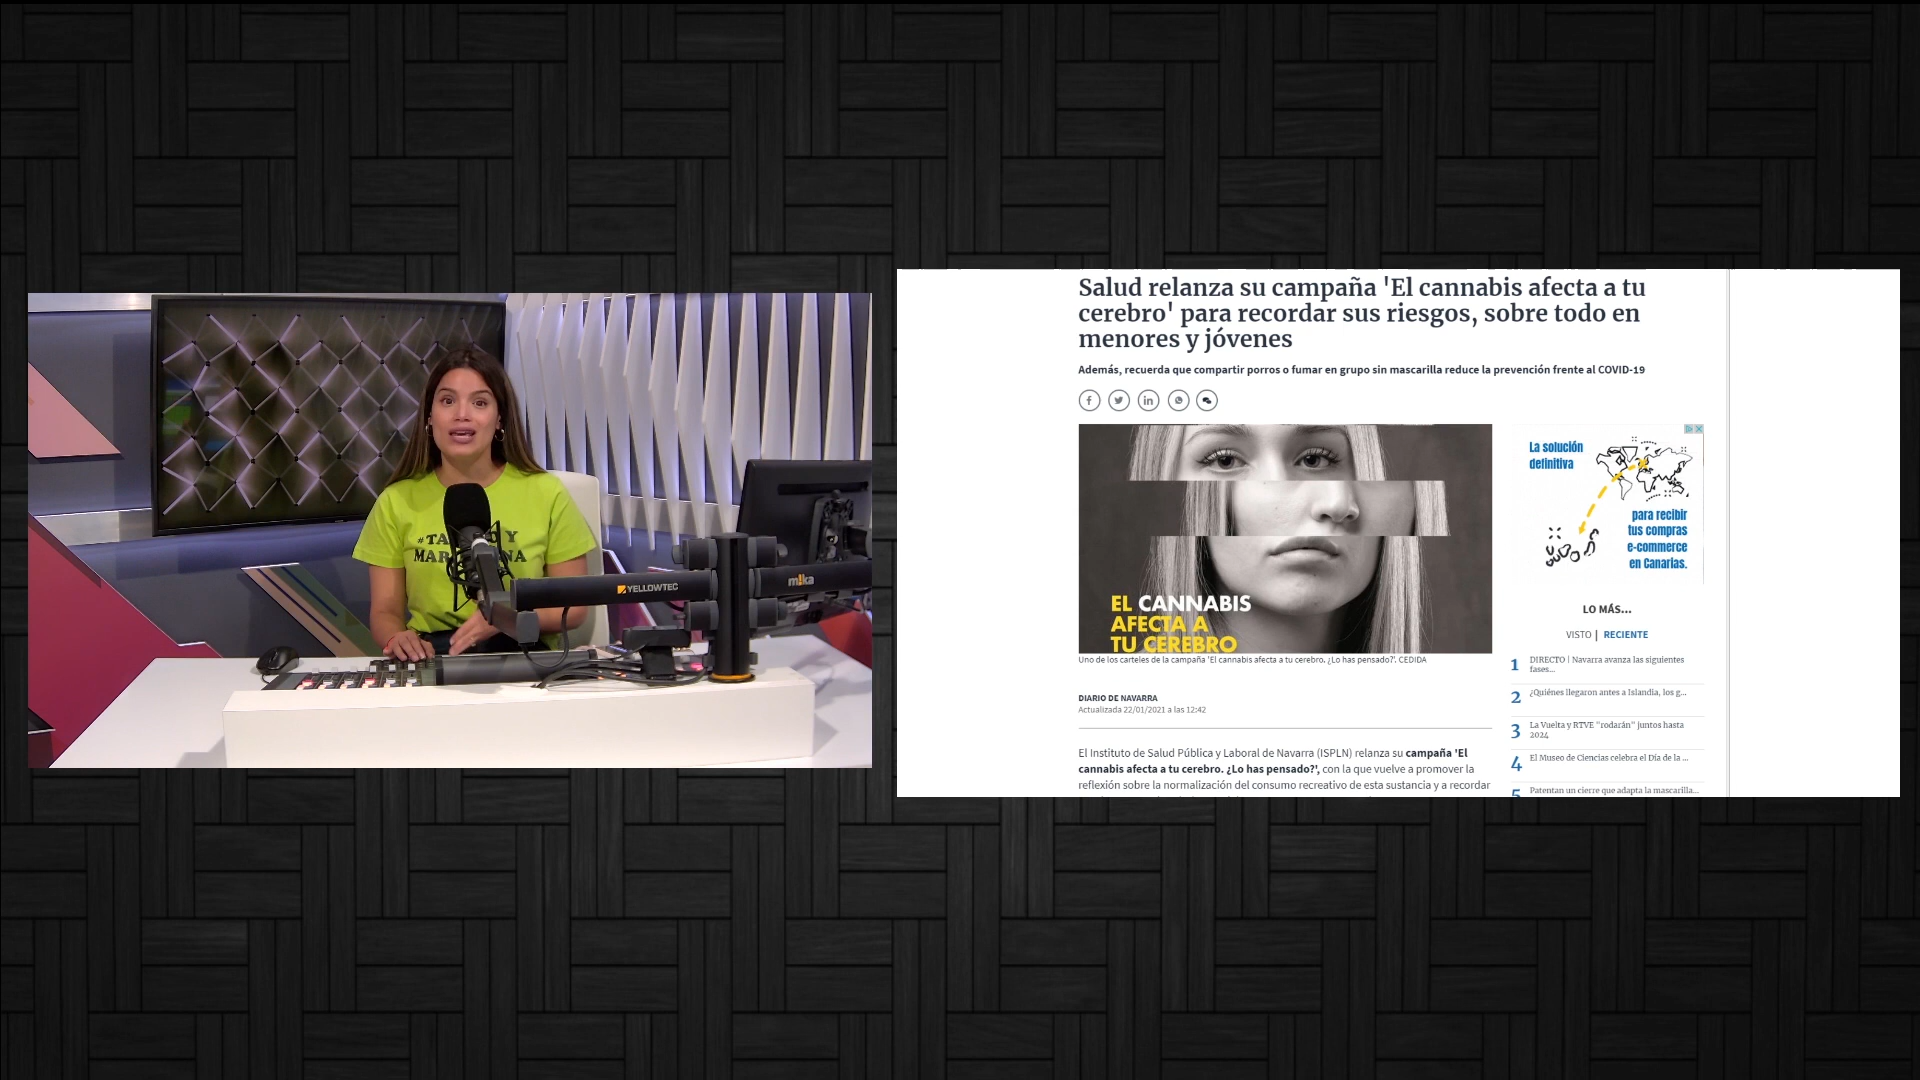 #TA Y
MAR NA
YELLOWTEC
m!ka
Salud relanza su campaña 'El cannabis afecta a tu
cerebro' para recordar sus riesgos, sobre todo en
menores y jóvenes
Además, recuerda que compartir porros o fumar en grupo sin mascarilla reduce la prevención frente al COVID-19
EL CANNABIS
AFECTA A
TU CEREBRO
Uno de los carteles de la campaña 'El cannabis afecta a tu cerebro. ¿Lo has pensado?'. CEDIDA
DIARIO DE NAVARRA
Actualizada 22/01/2021 a las 12:42
El Instituto de Salud Pública y Laboral de Navarra (ISPLN) relanza su campaña 'El
cannabis afecta a tu cerebro. ¿Lo has pensado?', con la que vuelve a promover la
reflexión sobre la normalización del consumo recreativo de esta sustancia y a recordar
La solución
definitiva
para recibir
tus compras
e-commerce
en Canarias.
LO MÁS...
VISTO | RECIENTE
1 DIRECTO | Navarra avanza las siguientes
fases...
2 ¿Quiénes llegaron antes a Islandia, los g...
3 La Vuelta y RTVE "rodarán" juntos hasta
2024
4 El Museo de Ciencias celebra el Día de la ...
5 Patentan un cierre que adapta la mascarilla...